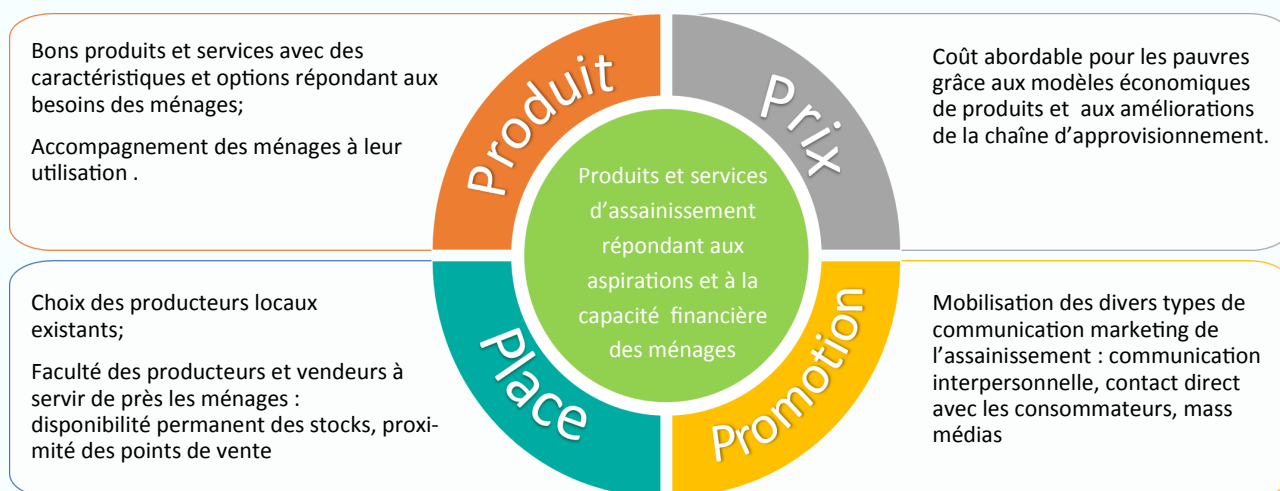 Bons produits et services avec des
caractéristiques et options répondant aux
besoins des ménages;
Accompagnement des ménages à leur
utilisation .
Produit
Prix
Coût abordable pour les pauvres
grâce aux modèles économiques
de produits et  aux améliorations
de la chaîne d’approvisionnement.
Produits et services
d’assainissement
répondant aux
aspirations et à la
capacité  financière
des ménages
Choix des producteurs locaux
existants;
Faculté des producteurs et vendeurs à
servir de près les ménages :
disponibilité permanent des stocks, proxi-
mité des points de vente
Place
Promotion
Mobilisation des divers types de
communication marketing de
l’assainissement : communication
interpersonnelle, contact direct
avec les consommateurs, mass
médias